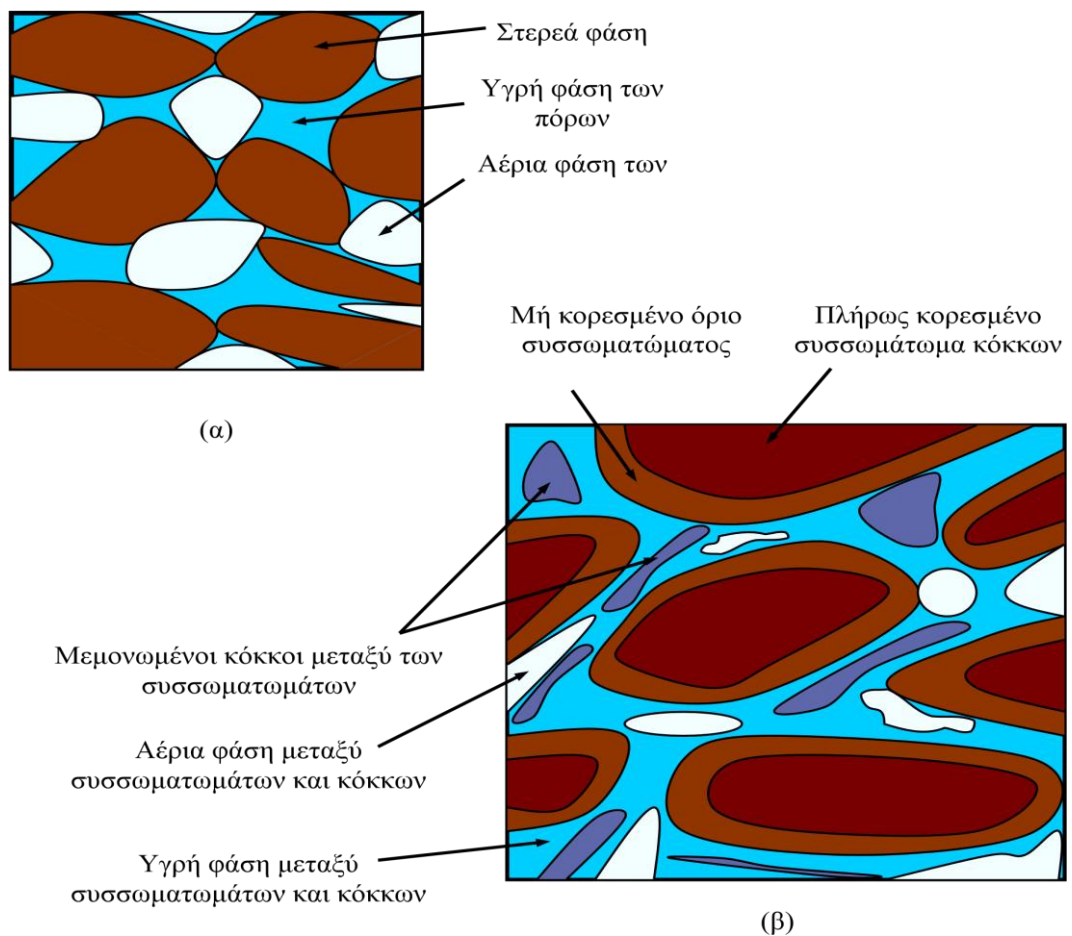 Στερεά φάση
Υγρή φάση των
πόρων
Αέρια φάση των
(α)
Μή κορεσμένο όριο
συσσωματώματος
Πλήρως κορεσμένο
συσσωμάτωμα κόκκων
Μεμονωμένοι κόκκοι μεταξύ των
συσσωματωμάτων
Αέρια φάση μεταξύ
συσσωματωμάτων και κόκκων
Υγρή φάση μεταξύ
συσσωματωμάτων και κόκκων
(β)